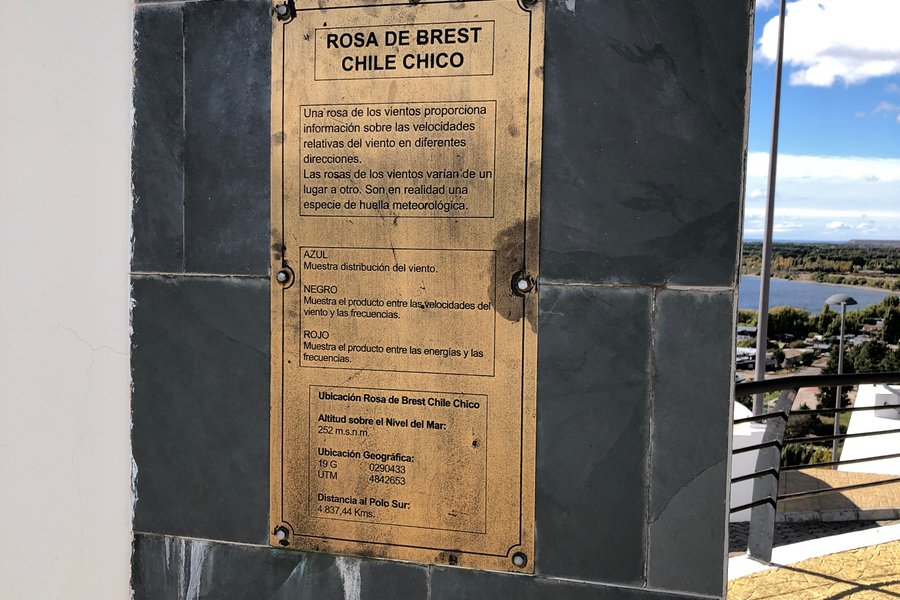 ROSA DE BREST
CHILE CHICO
Una rosa de los vientos proporciona
información sobre las velocidades
relativas del viento en diferentes
direcciones.
Las rosas de los vientos varían de un
lugar a otro. Son en realidad una
especie de huella meteorológica.
AZUL
Muestra distribución del viento.
NEGRO
Muestra el producto entre las velocidades del
viento y las frecuencias.
ROJO
Muestra el producto entre las energías y las
frecuencias.
Ubicación Rosa de Brest Chile Chico
Altitud sobre el Nivel del Mar:
252 m.s.n.m.
Ubicación Geográfica:
19 G 0290433
UTM 4842653
Distancia al Polo Sur:
4.837,44 Kms.